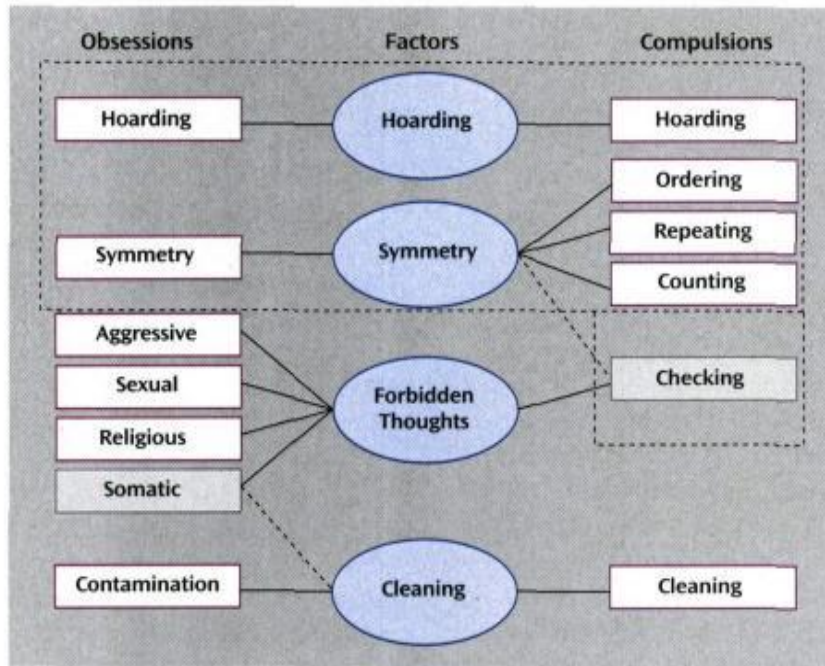 Obsessions Factors Compulsions
Hoarding Hoarding Hoarding
Ordering
Symmetry Symmetry Repeating
Counting
Aggressive
Sexual Forbidden Thoughts Checking
Religious
Somatic
Contamination Cleaning Cleaning